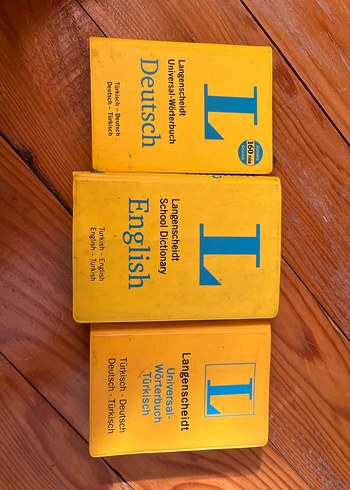 L
Langenscheidt
Universal-Wörterbuch
Deutsch
Türkisch – Deutsch
Deutsch – Türkisch
L
Langenscheidt
School Dictionary
English
Turkish – English
English – Turkish
L
Langenscheidt
Universal-
Wörterbuch
Türkisch
Türkisch - Deutsch
Deutsch - Türkisch